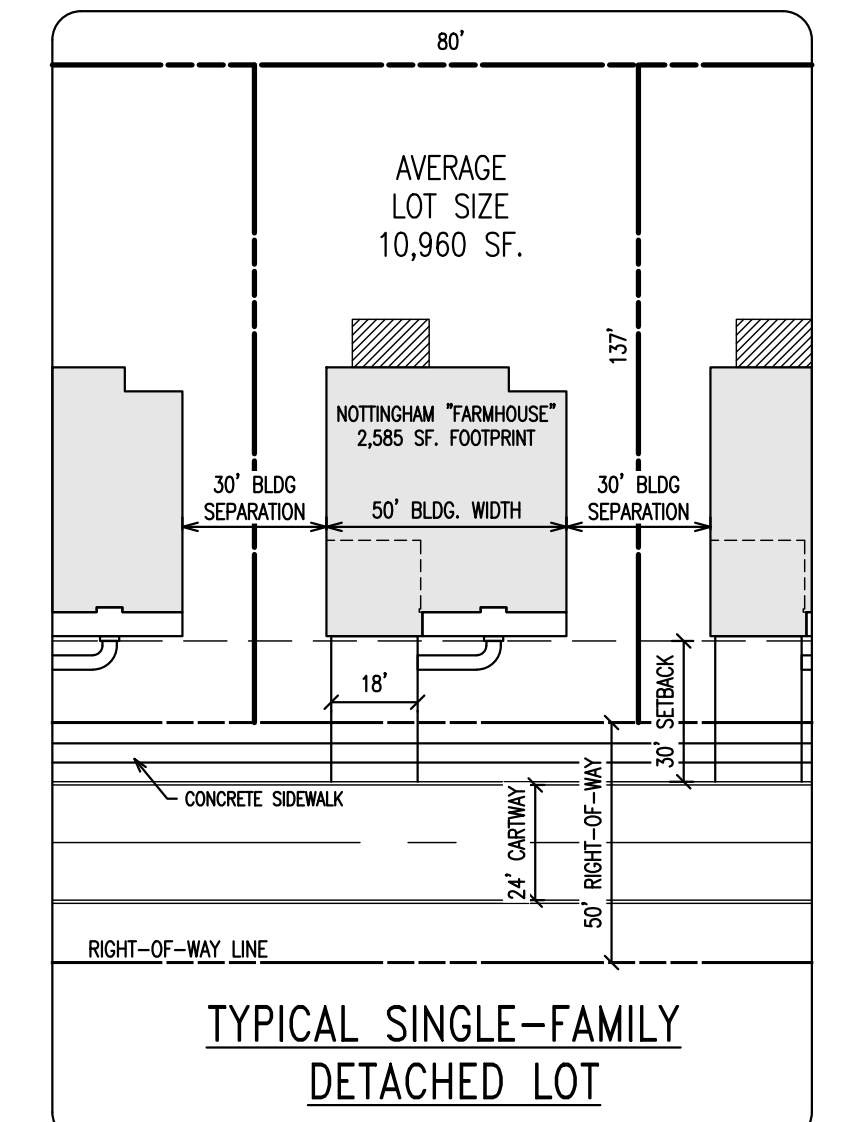 80'
AVERAGE
LOT SIZE
10,960 SF.
137'
NOTTINGHAM "FARMHOUSE"
2,585 SF. FOOTPRINT
30' BLDG
SEPARATION
50' BLDG. WIDTH
30' BLDG
SEPARATION
18'
30' SETBACK
CONCRETE SIDEWALK
24' CARTWAY
50' RIGHT-OF-WAY
RIGHT-OF-WAY LINE
TYPICAL SINGLE-FAMILY
DETACHED LOT